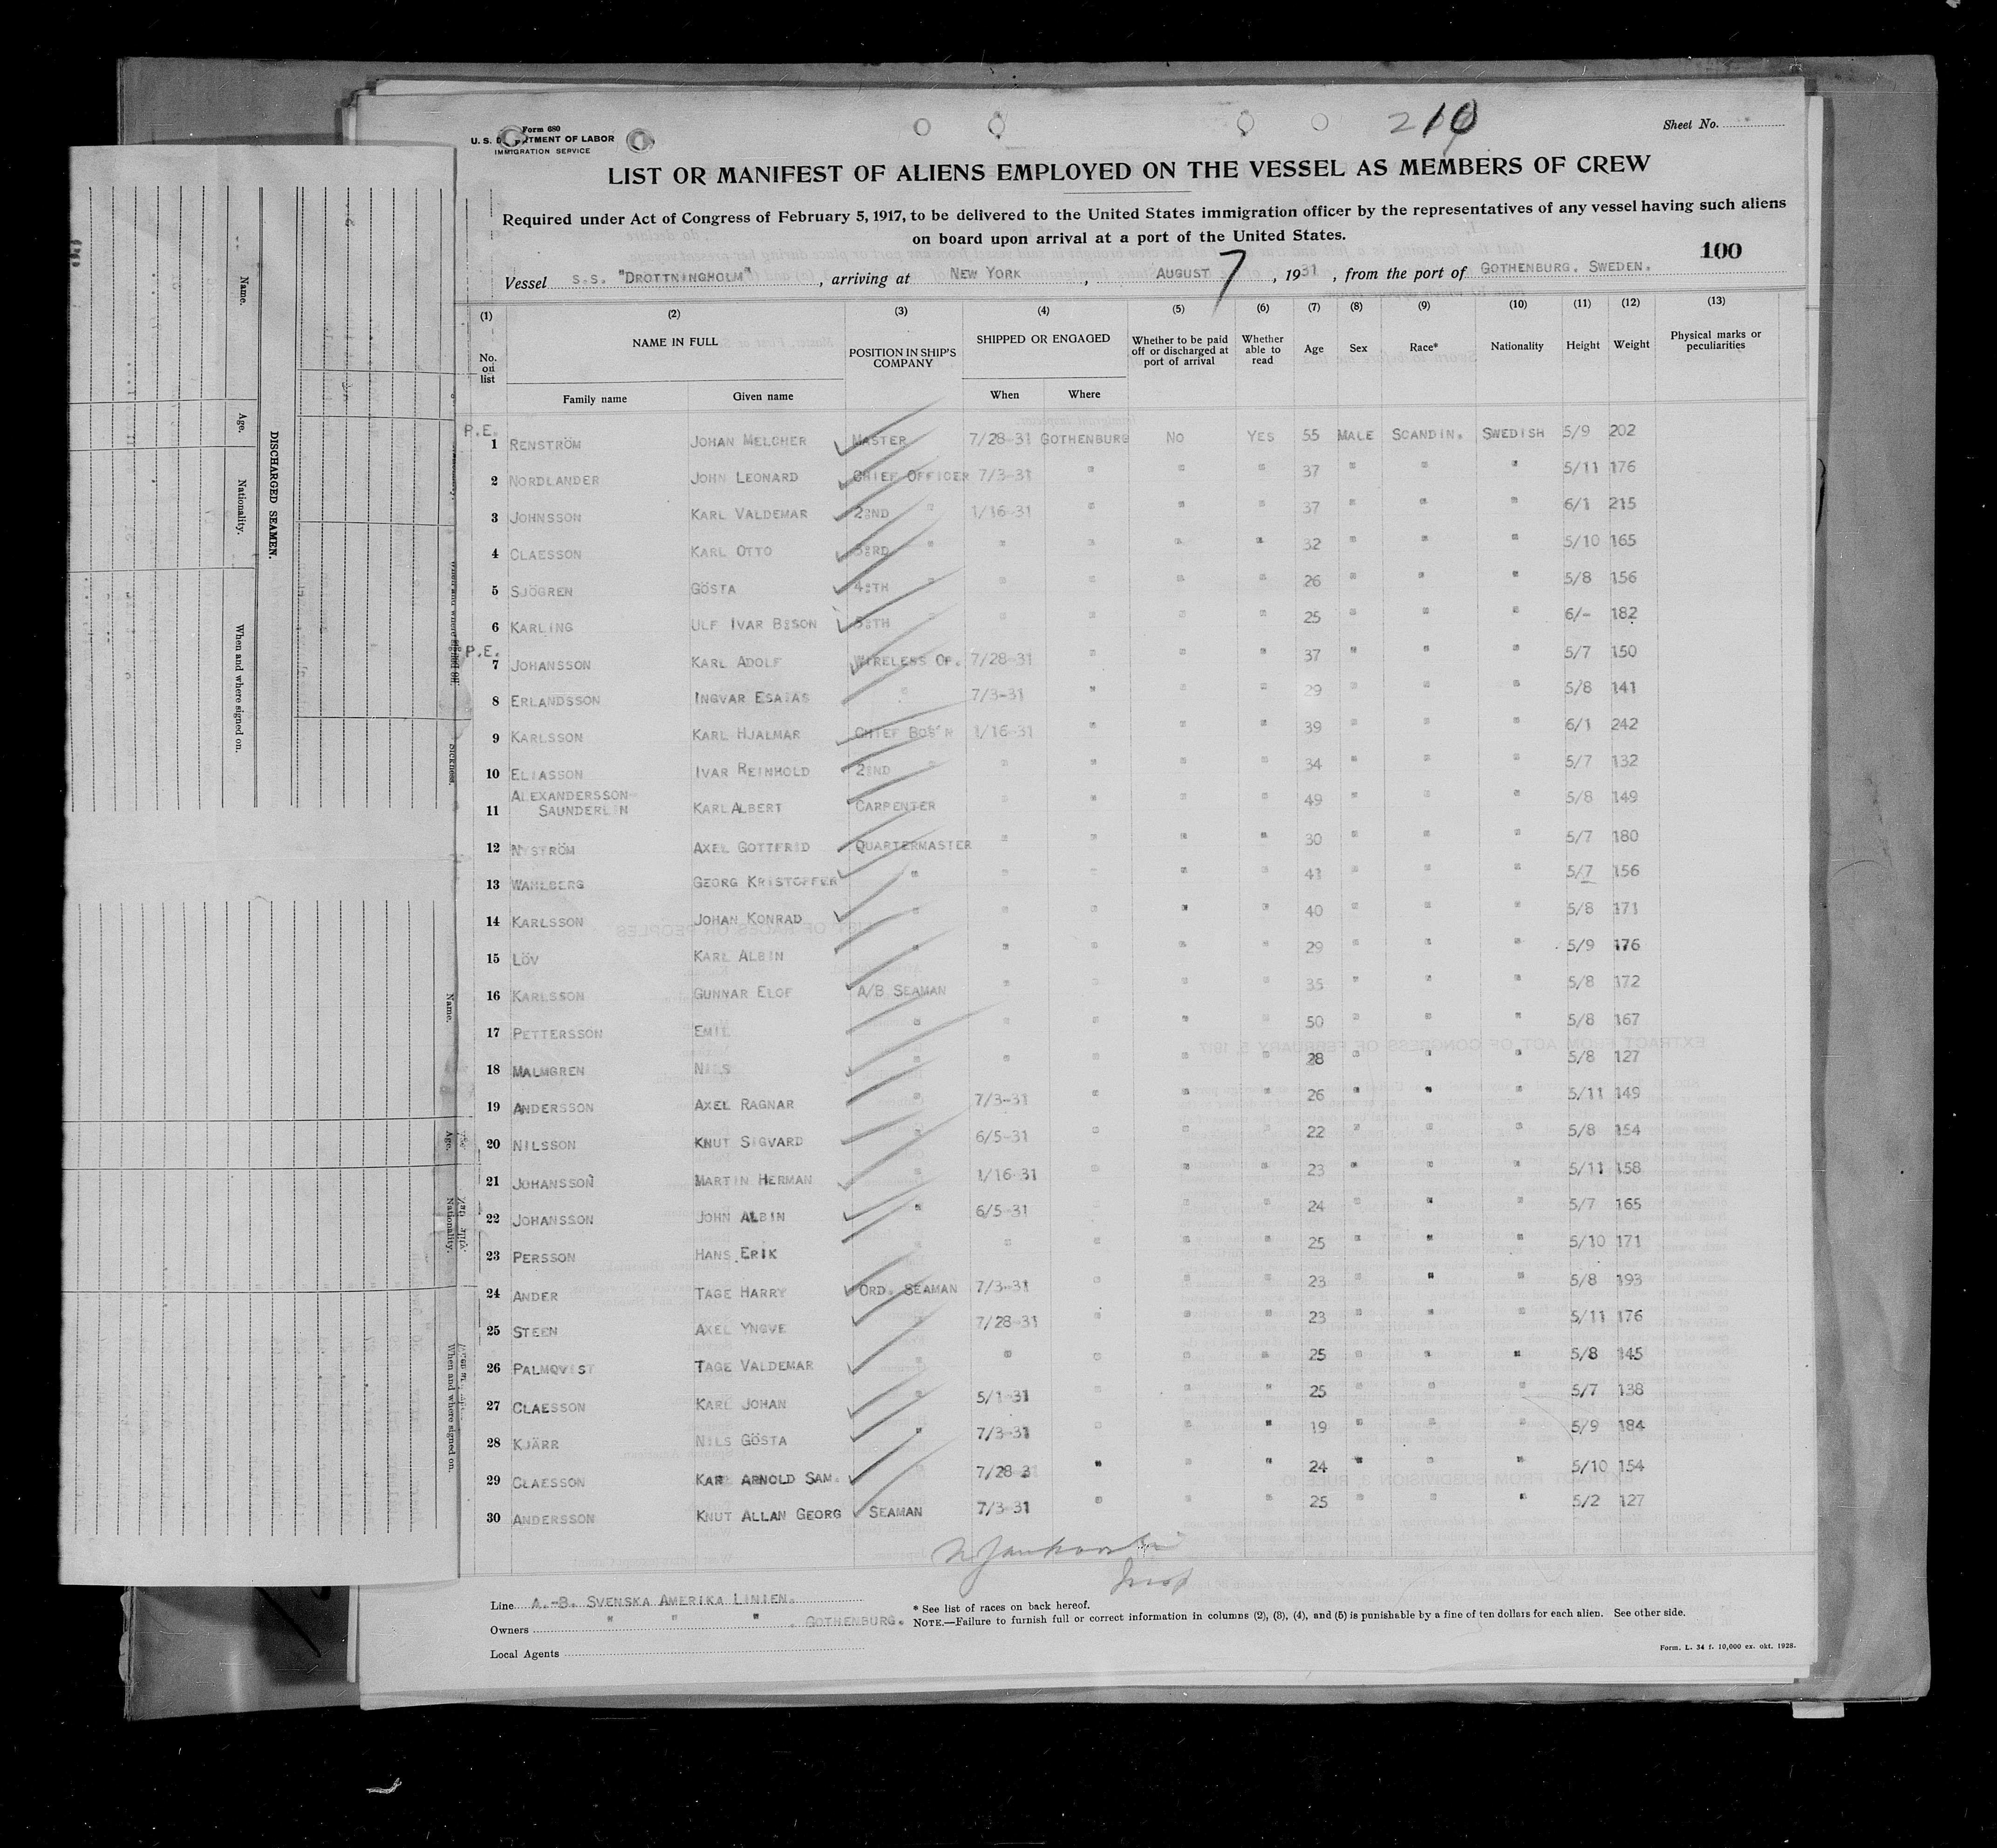 Form 680
U. S. DEPARTMENT OF LABOR
IMMIGRATION SERVICE
210
Sheet No.
LIST OR MANIFEST OF ALIENS EMPLOYED ON THE VESSEL AS MEMBERS OF CREW
Required under Act of Congress of February 5, 1917, to be delivered to the United States immigration officer by the representatives of any vessel having such aliens
on board upon arrival at a port of the United States.
100
Vessel S.S. "DROTTNINGHOLM", arriving at NEW YORK, AUGUST 7, 1931, from the port of GOTHENBURG. SWEDEN.
(1) (2) (3) (4) (5) (6) (7) (8) (9) (10) (11) (12) (13)
No. on list NAME IN FULL POSITION IN SHIP'S COMPANY SHIPPED OR ENGAGED Whether to be paid off or discharged at port of arrival Whether able to read Age Sex Race* Nationality Height Weight Physical marks or peculiarities
Family name Given name When Where
P.E.
1 RENSTRÖM JOHAN MELCHER MASTER 7/28-31 GOTHENBURG NO YES 55 MALE SCANDIN. SWEDISH 5/9 202
2 NORDLANDER JOHN LEONARD CHIEF OFFICER 7/3-31 " " " 37 " " " 5/11 176
3 JOHNSSON KARL VALDEMAR 2:ND " 1/16-31 " " " 37 " " " 6/1 215
4 CLAESSON KARL OTTO 3:RD " " " " " 32 " " " 5/10 165
5 SJÖGREN GÖSTA 4:TH " " " " " 26 " " " 5/8 156
6 KARLING ULF IVAR B:SON 5:TH " " " " " 25 " " " 6/- 182
P.E.
7 JOHANSSON KARL ADOLF WIRELESS OP. 7/28-31 " " " 37 " " " 5/7 150
8 ERLANDSSON INGVAR ESAIAS " 7/3-31 " " " 29 " " " 5/8 141
9 KARLSSON KARL HJALMAR CHIEF BOS'N 1/16-31 " " " 39 " " " 6/1 242
10 ELIASSON IVAR REINHOLD 2:ND " " " " " 34 " " " 5/7 132
11 ALEXANDERSSON-SAUNDERLIN KARL ALBERT CARPENTER " " " " 49 " " " 5/8 149
12 NYSTRÖM AXEL GOTTFRID QUARTERMASTER " " " " 30 " " " 5/7 180
13 WAHLBERG GEORG KRISTOFFER " " " " " 41 " " " 5/7 156
14 KARLSSON JOHAN KONRAD " " " " " 40 " " " 5/8 171
15 LÖV KARL ALBIN " " " " " 29 " " " 5/9 176
16 KARLSSON GUNNAR ELOF A/B SEAMAN " " " " 35 " " " 5/8 172
17 PETTERSSON EMIL " " " " " 50 " " " 5/8 167
18 MALMGREN NILS " " " " " 28 " " " 5/8 127
19 ANDERSSON AXEL RAGNAR " 7/3-31 " " " 26 " " " 5/11 149
20 NILSSON KNUT SIGVARD " 6/5-31 " " " 22 " " " 5/8 154
21 JOHANSSON MARTIN HERMAN " 1/16-31 " " " 23 " " " 5/11 158
22 JOHANSSON JOHN ALBIN " 6/5-31 " " " 24 " " " 5/7 165
23 PERSSON HANS ERIK " " " " " 25 " " " 5/10 171
24 ANDER TAGE HARRY ORD. SEAMAN 7/3-31 " " " 23 " " " 5/8 193
25 STEEN AXEL YNGVE " 7/28-31 " " " 23 " " " 5/11 176
26 PALMQVIST TAGE VALDEMAR " " " " " 25 " " " 5/8 145
27 CLAESSON KARL JOHAN " 5/1-31 " " " 25 " " " 5/7 138
28 KJÄRR NILS GÖSTA " 7/3-31 " " " 19 " " " 5/9 184
29 CLAESSON KARL ARNOLD SAM. " 7/28-31 " " " 24 " " " 5/10 154
30 ANDERSSON KNUT ALLAN GEORG SEAMAN 7/3-31 " " " 25 " " " 5/2 127
Line A.-B. SVENSKA AMERIKA LINIEN.
Owners " " " . GOTHENBURG.
Local Agents
* See list of races on back hereof.
NOTE.—Failure to furnish full or correct information in columns (2), (3), (4), and (5) is punishable by a fine of ten dollars for each alien. See other side.
Form. L. 34 f. 10,000 ex. okt. 1928.
DISCHARGED SEAMEN.
Name.
Age.
Nationality.
When and where signed on.
Sickness.
Name.
Age.
Nationality.
When and where signed on.